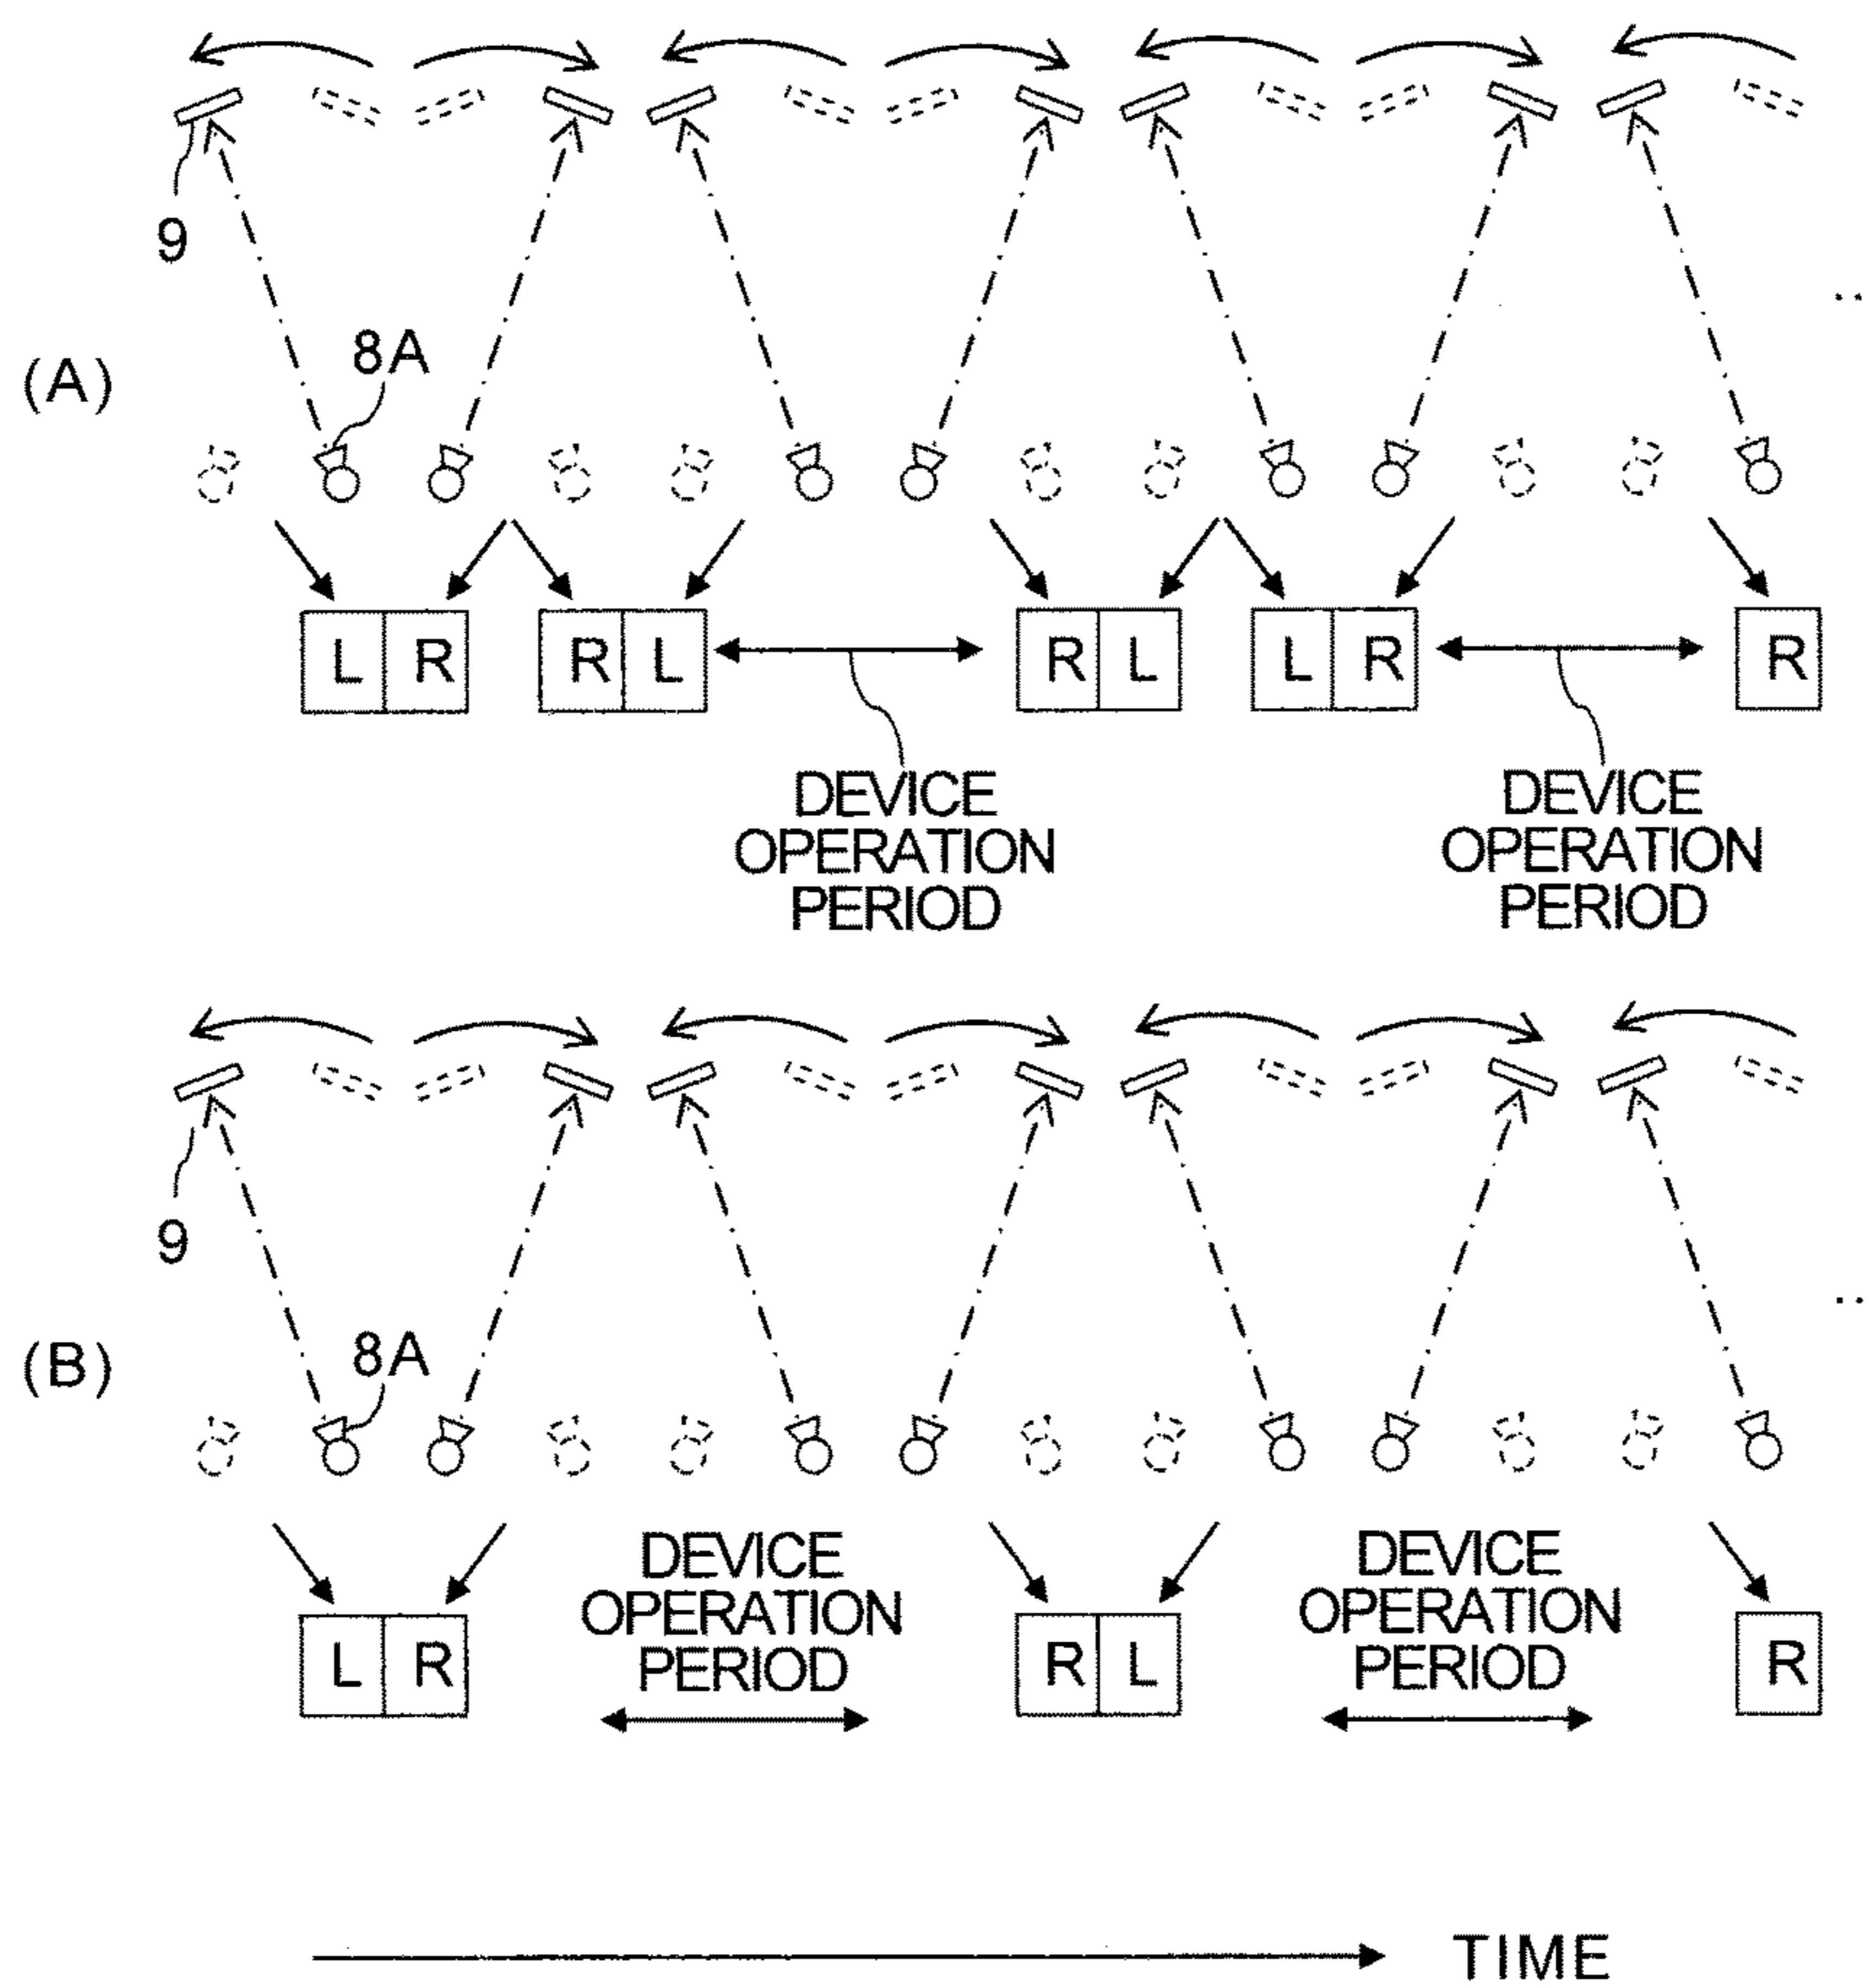 9
8A
(A)
L R R L R L L R R
DEVICE OPERATION PERIOD
DEVICE OPERATION PERIOD
9
8A
(B)
DEVICE OPERATION PERIOD
DEVICE OPERATION PERIOD
L R R L R
TIME